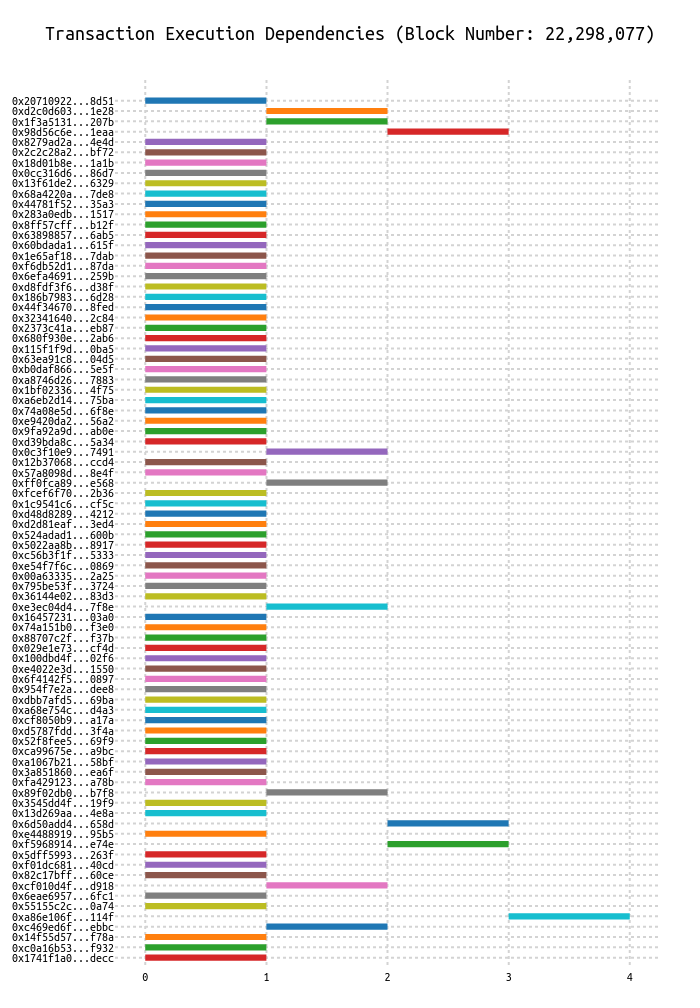 Transaction Execution Dependencies (Block Number: 22,298,077)
0x20710922...8d51
0xd2c0d603...1e28
0x1f3a5131...207b
0x98d56c6e...1eaa
0x8279ad2a...4e4d
0x2c2c28a2...bf72
0x18d01b8e...1a1b
0x0cc316d6...86d7
0x13f61de2...6329
0x68a4220a...7de8
0x44781f52...35a3
0x283a0edb...1517
0x8ff57cff...b12f
0x63898857...6ab5
0x60bdada1...615f
0x1e65af18...7dab
0xf6db52d1...87da
0x6efa4691...259b
0xd8fdf3f6...d38f
0x186b7983...6d28
0x44f34670...8fed
0x32341640...2c84
0x2373c41a...eb87
0x680f930e...2ab6
0x115f1f9d...0ba5
0x63ea91c8...04d5
0xb0daf866...5e5f
0xa8746d26...7883
0x1bf02336...4f75
0xa6eb2d14...75ba
0x74a08e5d...6f8e
0xe9420da2...56a2
0x9fa92a9d...ab0e
0xd39bda8c...5a34
0x0c3f10e9...7491
0x12b37068...ccd4
0x57a8098d...8e4f
0xff0fca89...e568
0xfcef6f70...2b36
0x1c9541c6...cf5c
0xd48d8289...4212
0xd2d81eaf...3ed4
0x524adad1...600b
0x5022aa8b...8917
0xc56b3f1f...5333
0xe54f7f6c...0869
0x00a63335...2a25
0x795be53f...3724
0x36144e02...83d3
0xe3ec04d4...7f8e
0x16457231...03a0
0x74a151b0...f3e0
0x88707c2f...f37b
0x029e1e73...cf4d
0x100dbd4f...02f6
0xe4022e3d...1550
0x6f4142f5...0897
0x954f7e2a...dee8
0xdbb7afd5...69ba
0xa68e754c...d4a3
0xcf8050b9...a17a
0xd5787fdd...3f4a
0x52f8fee5...69f9
0xca99675e...a9bc
0xa1067b21...58bf
0x3a851860...ea6f
0xfa429123...a78b
0x89f02db0...b7f8
0x3545dd4f...19f9
0x13d269aa...4e8a
0x6d50add4...658d
0xe4488919...95b5
0xf5968914...e74e
0x5dff5993...263f
0xf01dc681...40cd
0x82c17bff...60ce
0xcf010d4f...d918
0x6eae6957...6fc1
0x55155c2c...0a74
0xa86e106f...114f
0xc469ed6f...ebbc
0x14f55d57...f78a
0xc0a16b53...f932
0x1741f1a0...decc
0 1 2 3 4